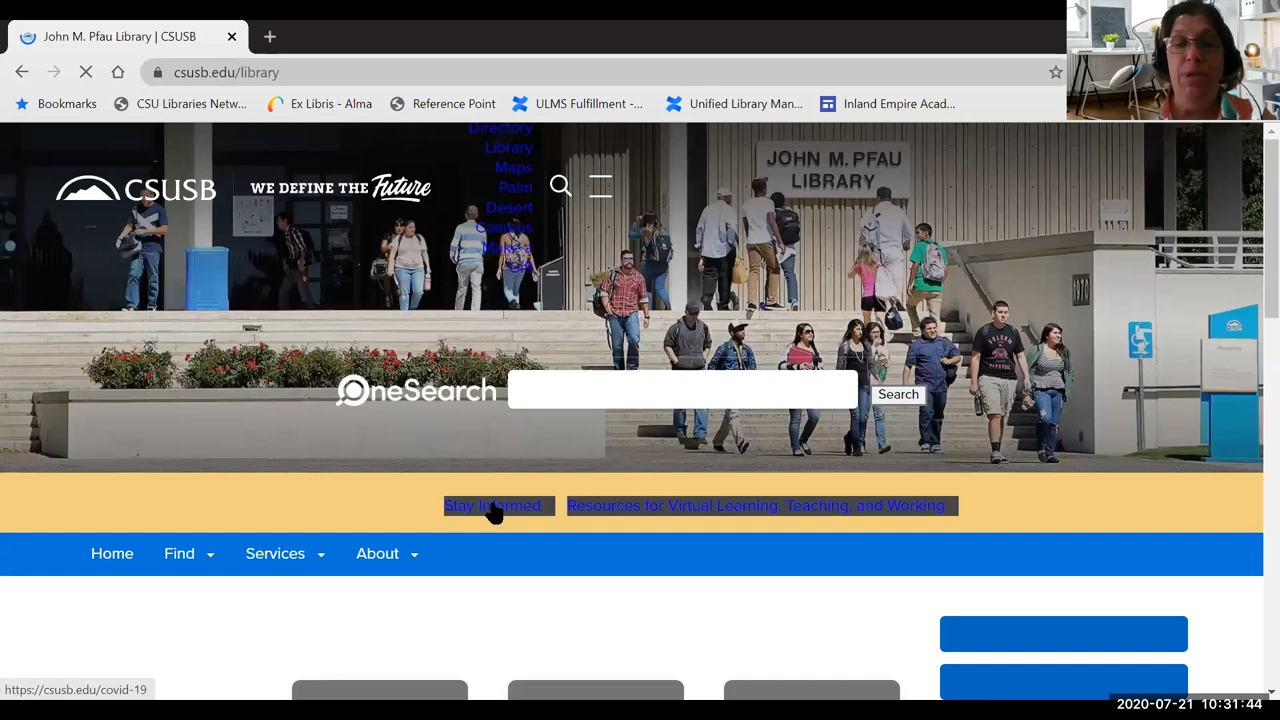 John M. Pfau Library | CSUSB
csusb.edu/library
Bookmarks
CSU Libraries Netw...
Ex Libris - Alma
Reference Point
ULMS Fulfillment -...
Unified Library Man...
Inland Empire Acad...
Directory
Library
Maps
Palm
Desert
Campus
Make a
Gift
CSUSB
WE DEFINE THE Future
JOHN M. PFAU
LIBRARY
OneSearch
Search
Stay Informed
Resources for Virtual Learning, Teaching, and Working
Home
Find
Services
About
https://csusb.edu/covid-19
2020-07-21 10:31:44